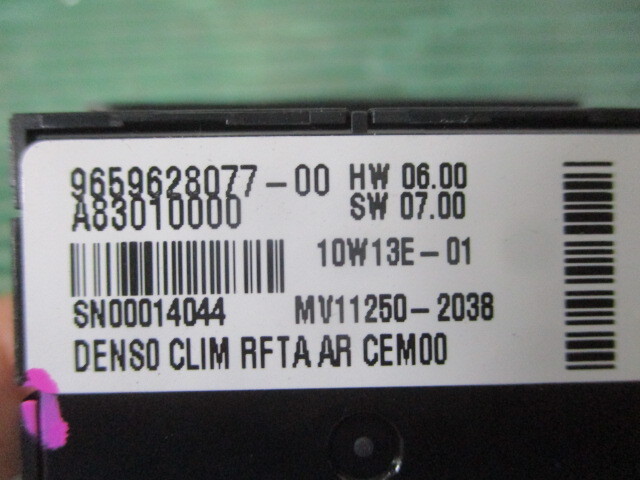 9659628077-00 HW 06.00
A83010000 SW 07.00
10W13E-01
SN00014044 MV11250-2038
DENSO CLIM RFTA AR CEM00